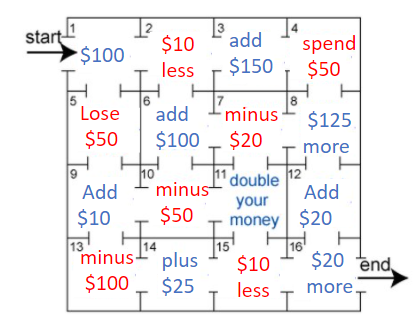 start
1
$100
2
$10
less
3
add
$150
4
spend
$50
5
Lose
$50
6
add
$100
7
minus
$20
8
$125
more
9
Add
$10
10
minus
$50
11
double
your
money
12
Add
$20
13
minus
$100
14
plus
$25
15
$10
less
16
$20
more
end